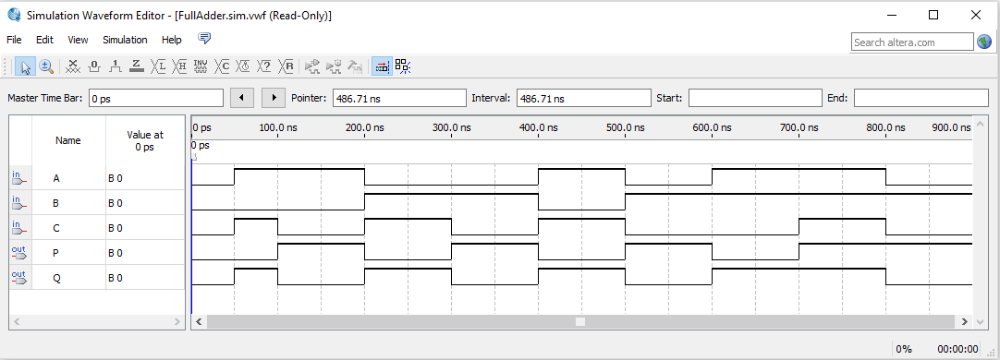 Simulation Waveform Editor - [FullAdder.sim.vwf (Read-Only)]
File Edit View Simulation Help Search altera.com
Master Time Bar: 0 ps Pointer: 486.71 ns Interval: 486.71 ns Start: End:
Name Value at 0 ps
0 ps 100.0 ns 200.0 ns 300.0 ns 400.0 ns 500.0 ns 600.0 ns 700.0 ns 800.0 ns 900.0 ns
0 ps
in A B 0
in B B 0
in C B 0
out P B 0
out Q B 0
0% 00:00:00